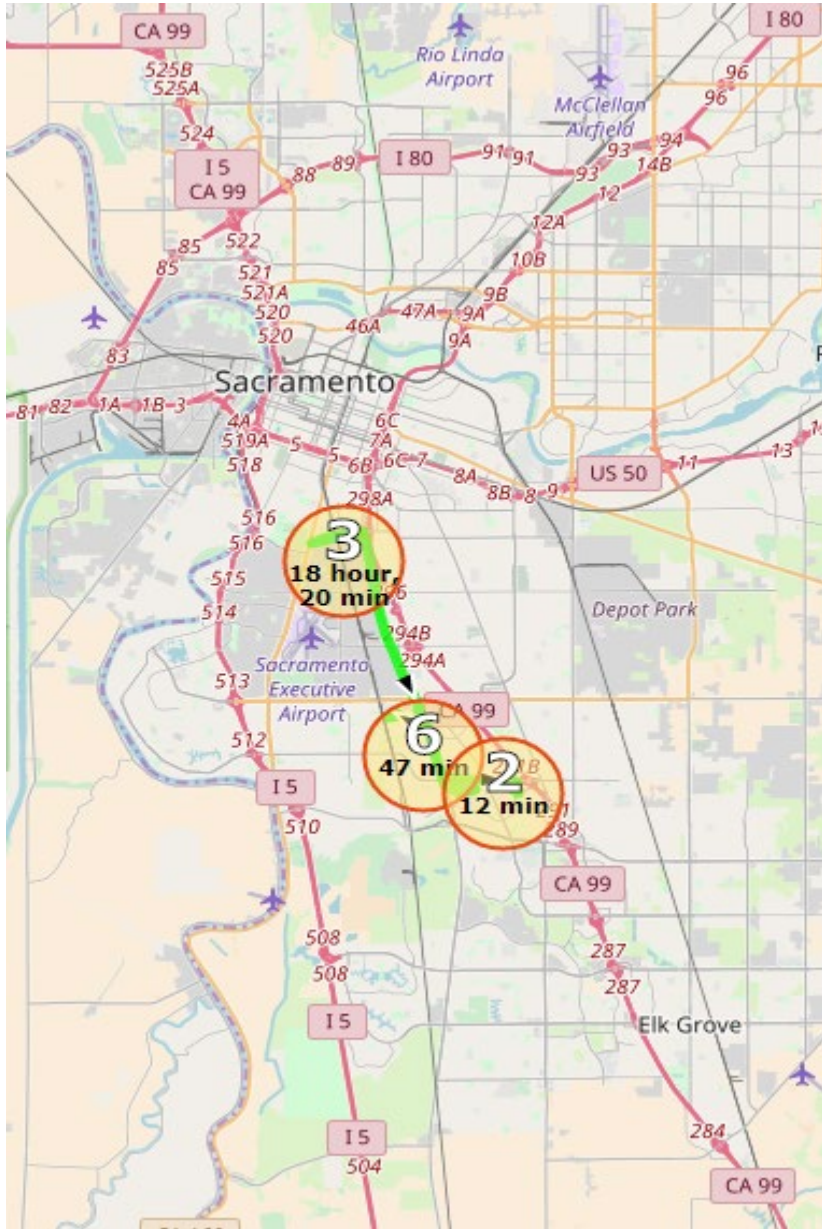 CA 99
I 80
525B
525A
Rio Linda
Airport
96
96
McClellan
Airfield
524
I 5
CA 99
88
89
I 80
91
91
93
93
94
14B
12
12A
522
85
85
521
521A
520
520
10B
9B
47A
9A
46A
9A
83
Sacramento
81
82
1A
1B
3
4A
519A
518
5
5
6B
6C
7A
6C
7
8A
8B
8
9
US 50
11
13
298A
516
516
3
18 hour,
20 min
515
514
294B
294A
Depot Park
Sacramento
Executive
Airport
513
CA 99
512
6
47 min
2
12 min
I 5
510
289
CA 99
508
508
287
287
I 5
Elk Grove
I 5
504
284
CA 99